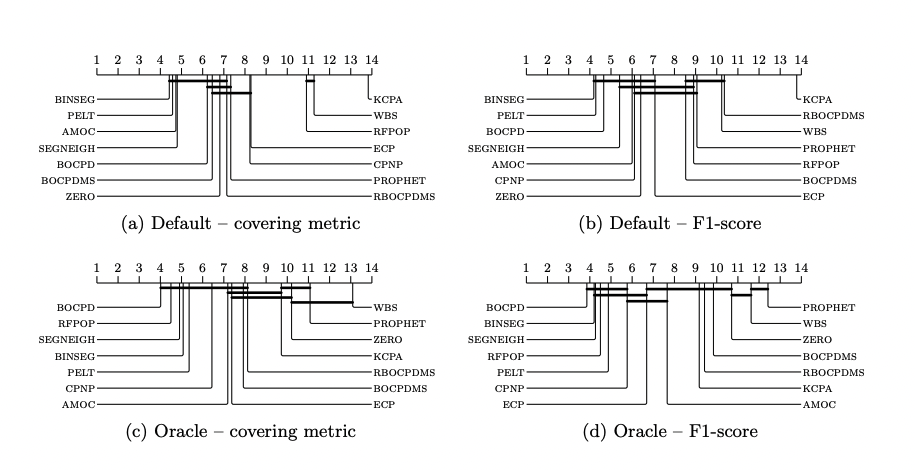 1 2 3 4 5 6 7 8 9 10 11 12 13 14
BINSEG KCPA
PELT WBS
AMOC RFPOP
SEGNEIGH ECP
BOCPD CPNP
BOCPDMS PROPHET
ZERO RBOCPDMS
(a) Default – covering metric
1 2 3 4 5 6 7 8 9 10 11 12 13 14
BINSEG KCPA
PELT RBOCPDMS
BOCPD WBS
SEGNEIGH PROPHET
AMOC RFPOP
CPNP BOCPDMS
ZERO ECP
(b) Default – F1-score
1 2 3 4 5 6 7 8 9 10 11 12 13 14
BOCPD WBS
RFPOP PROPHET
SEGNEIGH ZERO
BINSEG KCPA
PELT RBOCPDMS
CPNP BOCPDMS
AMOC ECP
(c) Oracle – covering metric
1 2 3 4 5 6 7 8 9 10 11 12 13 14
BOCPD PROPHET
BINSEG WBS
SEGNEIGH ZERO
RFPOP BOCPDMS
PELT RBOCPDMS
CPNP KCPA
ECP AMOC
(d) Oracle – F1-score